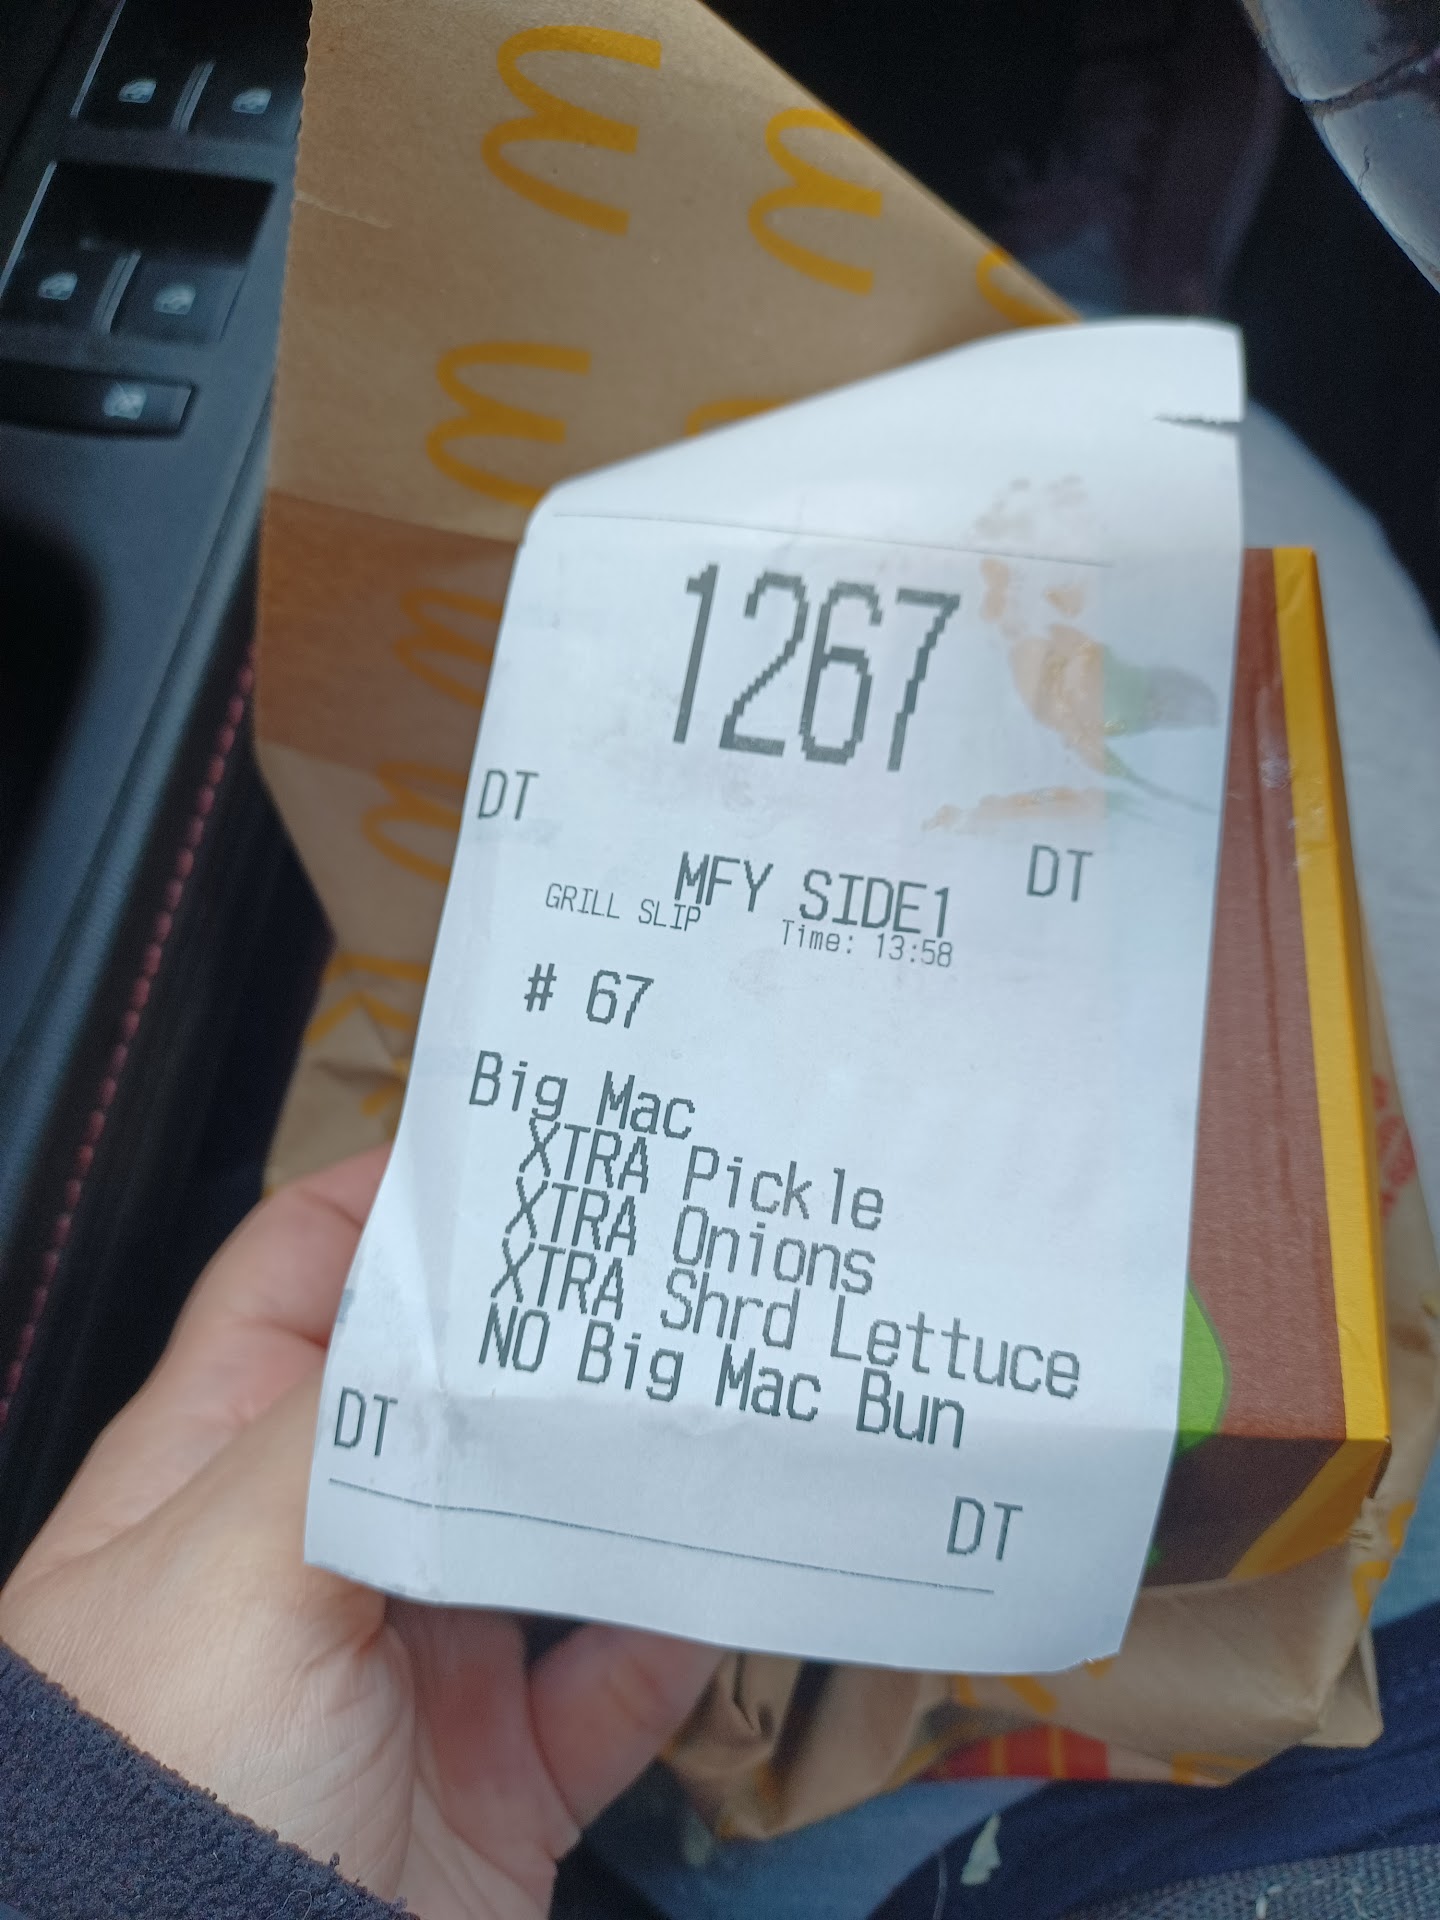 1267
DT
DT
MFY SIDE1
GRILL SLIP Time: 13:58
# 67
Big Mac
XTRA Pickle
XTRA Onions
XTRA Shrd Lettuce
NO Big Mac Bun
DT
DT